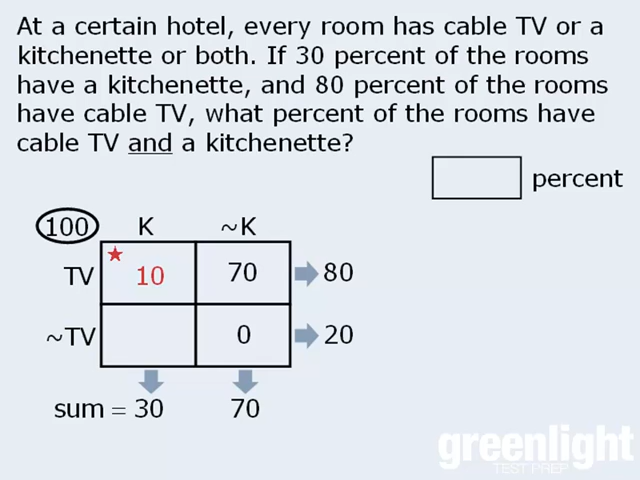 At a certain hotel, every room has cable TV or a
kitchenette or both. If 30 percent of the rooms
have a kitchenette, and 80 percent of the rooms
have cable TV, what percent of the rooms have
cable TV and a kitchenette?
percent
100 K ~K
TV 10 70 80
~TV 0 20
sum = 30 70
greenlight
TEST PREP